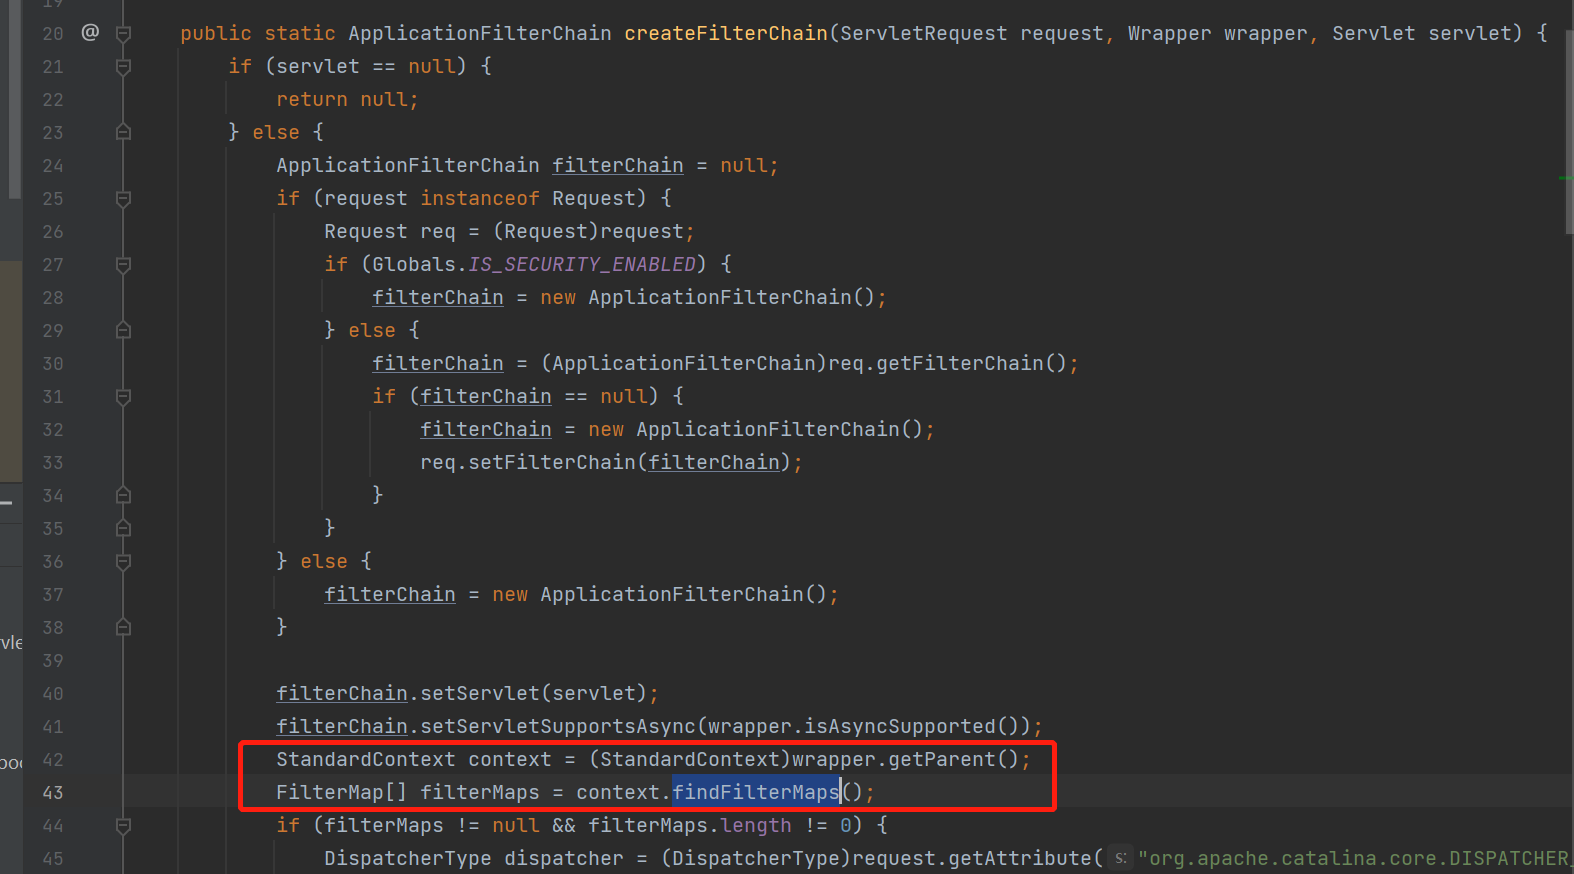 19
20 @ public static ApplicationFilterChain createFilterChain(ServletRequest request, Wrapper wrapper, Servlet servlet) {
21 if (servlet == null) {
22 return null;
23 } else {
24 ApplicationFilterChain filterChain = null;
25 if (request instanceof Request) {
26 Request req = (Request)request;
27 if (Globals.IS_SECURITY_ENABLED) {
28 filterChain = new ApplicationFilterChain();
29 } else {
30 filterChain = (ApplicationFilterChain)req.getFilterChain();
31 if (filterChain == null) {
32 filterChain = new ApplicationFilterChain();
33 req.setFilterChain(filterChain);
34 }
35 }
36 } else {
37 filterChain = new ApplicationFilterChain();
38 }
39
40 filterChain.setServlet(servlet);
41 filterChain.setServletSupportsAsync(wrapper.isAsyncSupported());
42 StandardContext context = (StandardContext)wrapper.getParent();
43 FilterMap[] filterMaps = context.findFilterMaps();
44 if (filterMaps != null && filterMaps.length != 0) {
45 DispatcherType dispatcher = (DispatcherType)request.getAttribute( s: "org.apache.catalina.core.DISPATCHER_